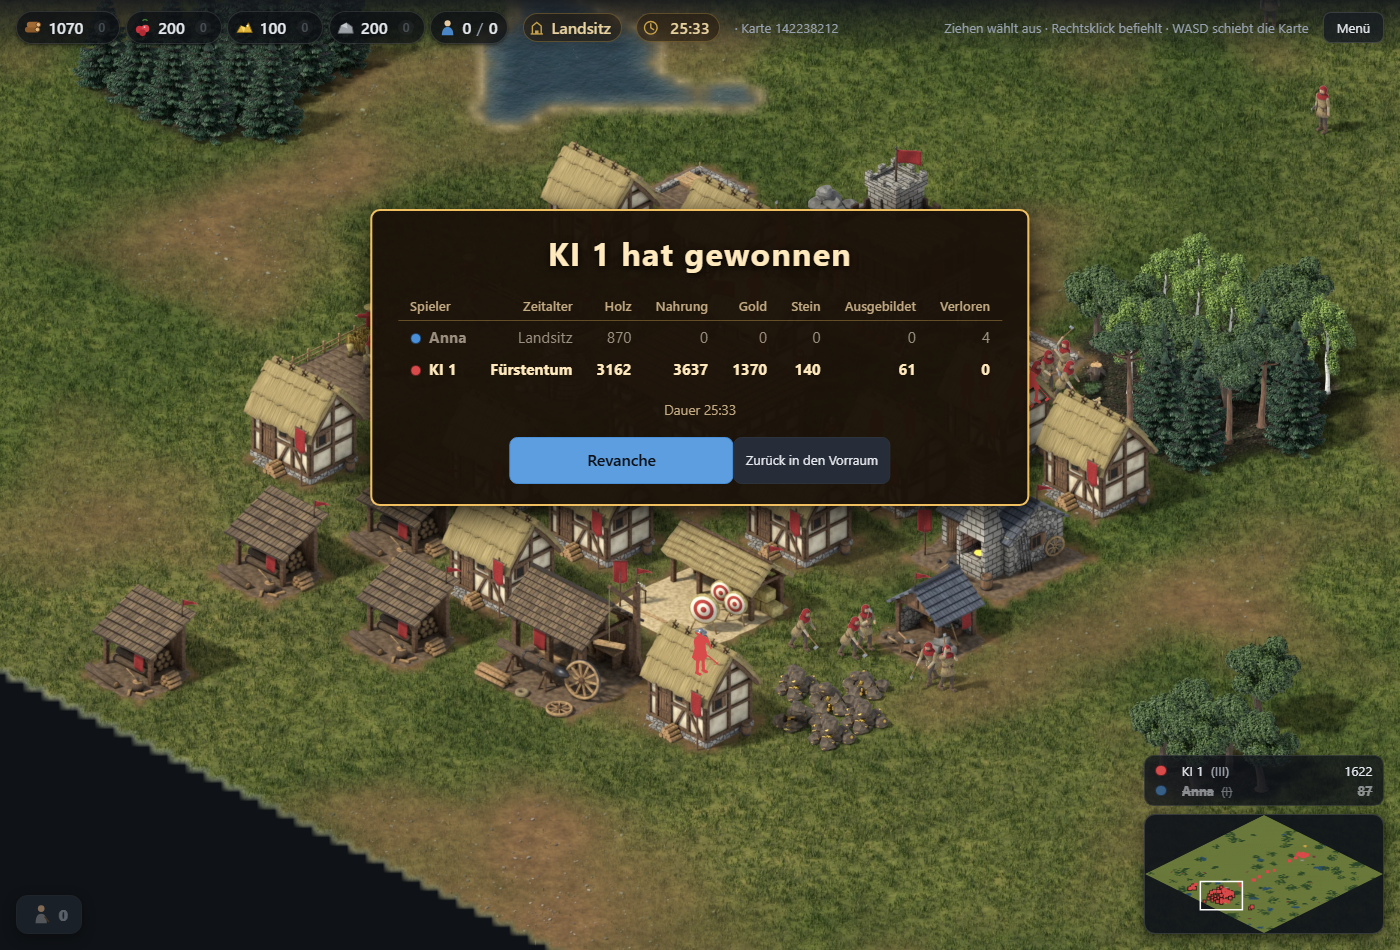 1070 0 200 0 100 0 200 0 0 / 0 Landsitz 25:33 · Karte 142238212 Ziehen wählt aus · Rechtsklick befiehlt · WASD schiebt die Karte Menü
KI 1 hat gewonnen
Spieler Zeitalter Holz Nahrung Gold Stein Ausgebildet Verloren
Anna Landsitz 870 0 0 0 0 4
KI 1 Fürstentum 3162 3637 1370 140 61 0
Dauer 25:33
Revanche Zurück in den Vorraum
KI 1 (III) 1622
Anna (I) 87
0